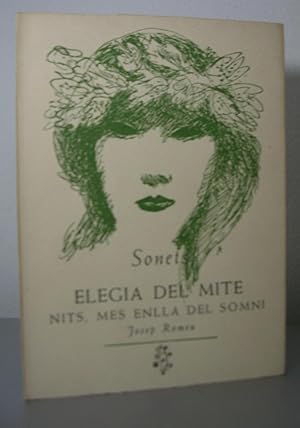 Sonets
ELEGIA DEL MITE
NITS, MES ENLLA DEL SOMNI
Josep Romeu